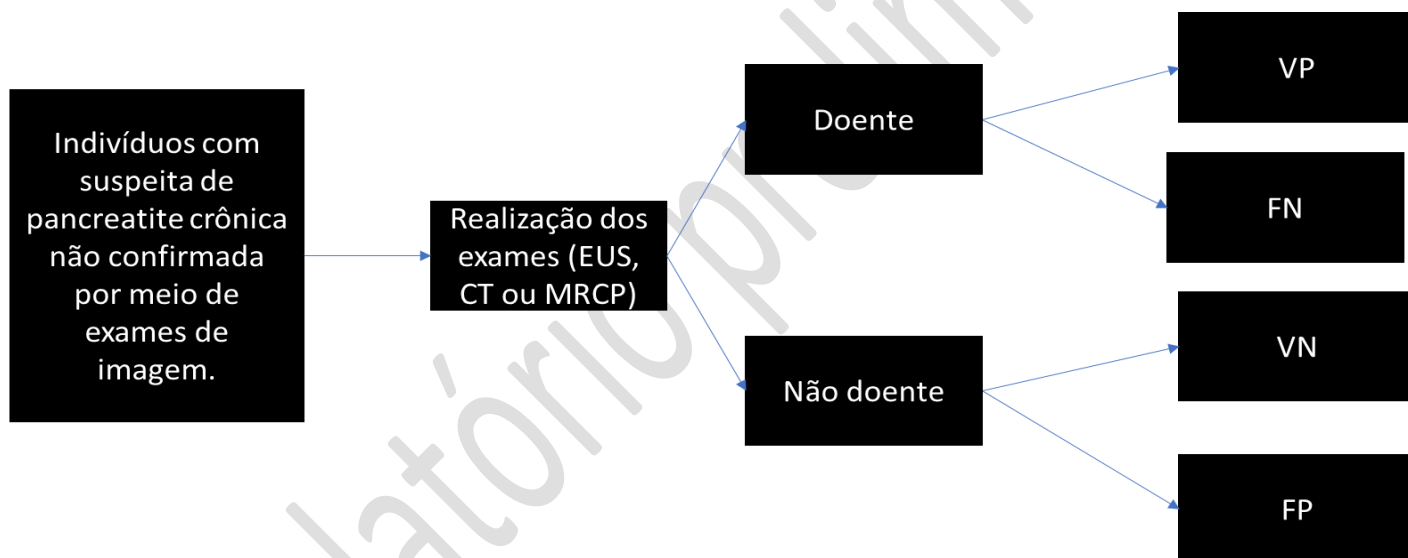 Indivíduos com
suspeita de
pancreatite crônica
não confirmada
por meio de
exames de
imagem.
Realização dos
exames (EUS,
CT ou MRCP)
Doente
Não doente
VP
FN
VN
FP